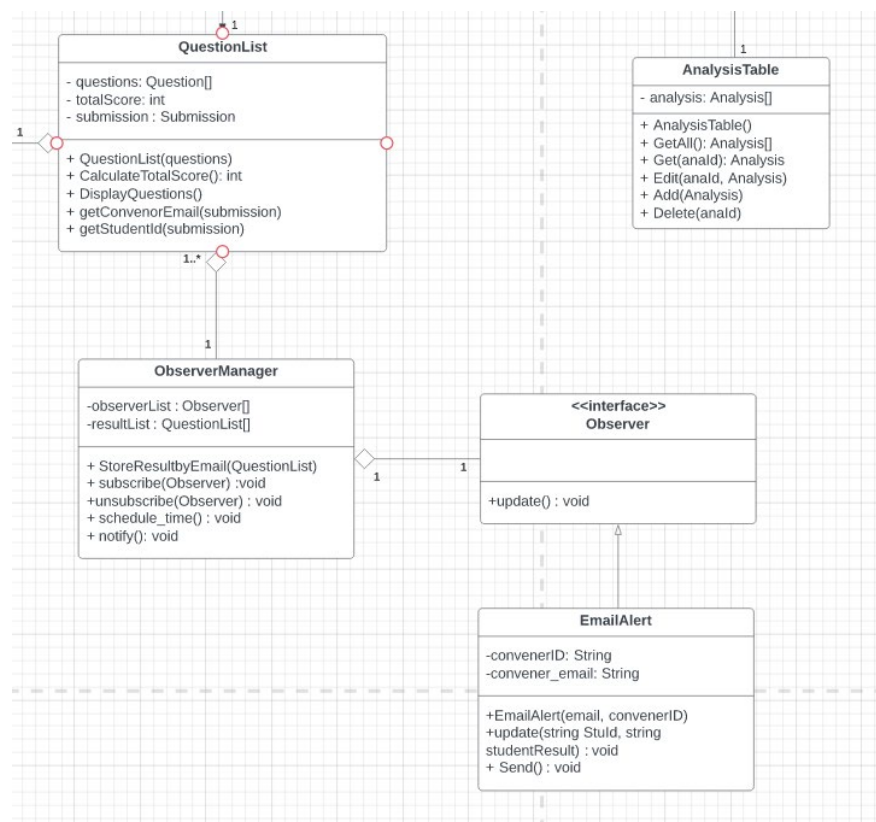 1
QuestionList
- questions: Question[]
- totalScore: int
- submission : Submission
1
+ QuestionList(questions)
+ CalculateTotalScore(): int
+ DisplayQuestions()
+ getConvenorEmail(submission)
+ getStudentId(submission)
1..*
1
1
AnalysisTable
- analysis: Analysis[]
+ AnalysisTable()
+ GetAll(): Analysis[]
+ Get(anaId): Analysis
+ Edit(anaId, Analysis)
+ Add(Analysis)
+ Delete(anaId)
ObserverManager
-observerList : Observer[]
-resultList : QuestionList[]
+ StoreResultbyEmail(QuestionList)
+ subscribe(Observer) :void
+unsubscribe(Observer) : void
+ schedule_time() : void
+ notify(): void
1
1
<<interface>>
Observer
+update() : void
EmailAlert
-convenerID: String
-convener_email: String
+EmailAlert(email, convenerID)
+update(string StuId, string
studentResult) : void
+ Send() : void